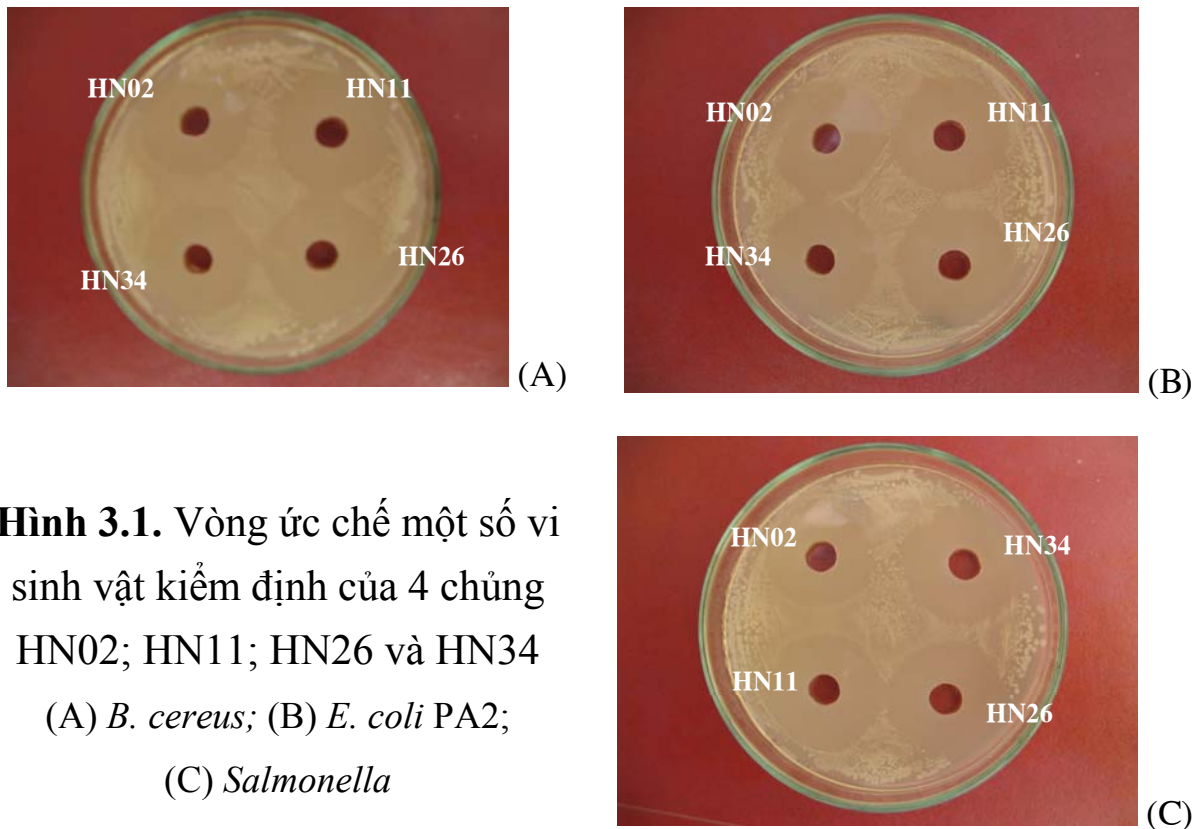 HN02 HN11
HN34 HN26
(A)
HN02 HN11
HN34 HN26
(B)
Hình 3.1. Vòng ức chế một số vi
sinh vật kiểm định của 4 chủng
HN02; HN11; HN26 và HN34
(A) B. cereus; (B) E. coli PA2;
(C) Salmonella
HN02 HN34
HN11 HN26
(C)